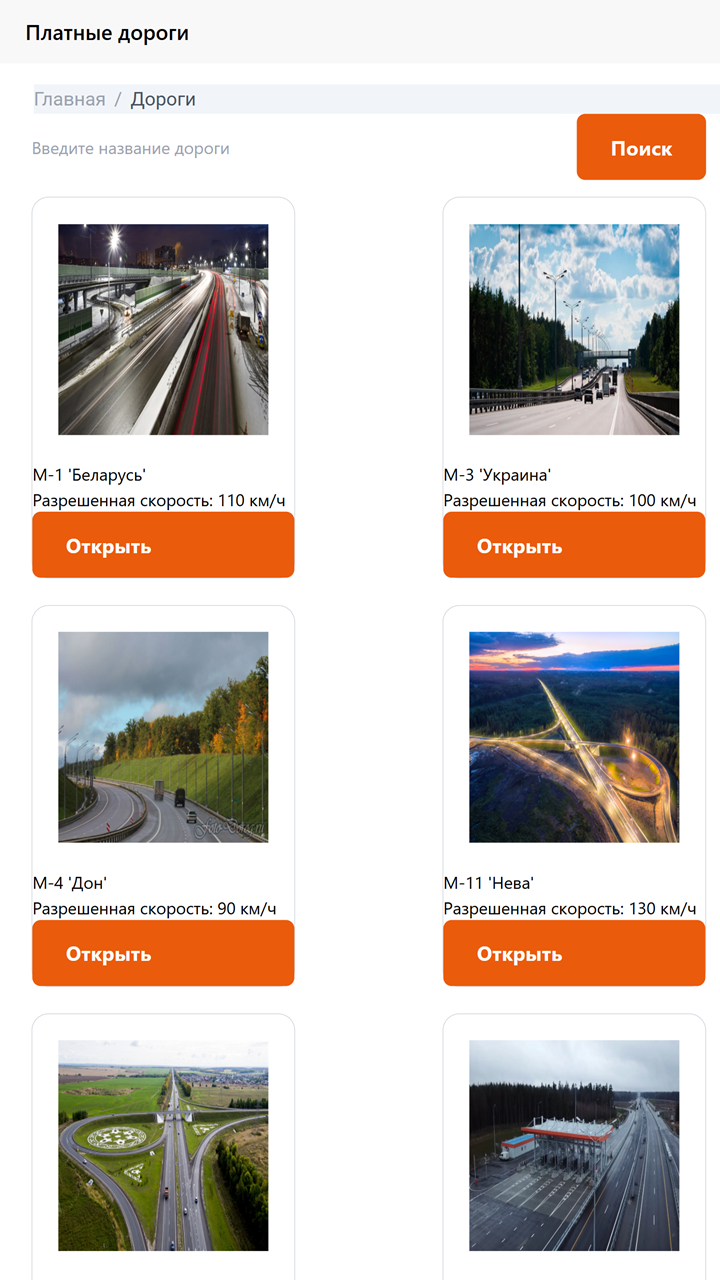 Платные дороги
Главная / Дороги
Введите название дороги
Поиск
М-1 'Беларусь'
Разрешенная скорость: 110 км/ч
Открыть
М-3 'Украина'
Разрешенная скорость: 100 км/ч
Открыть
М-4 'Дон'
Разрешенная скорость: 90 км/ч
Открыть
М-11 'Нева'
Разрешенная скорость: 130 км/ч
Открыть